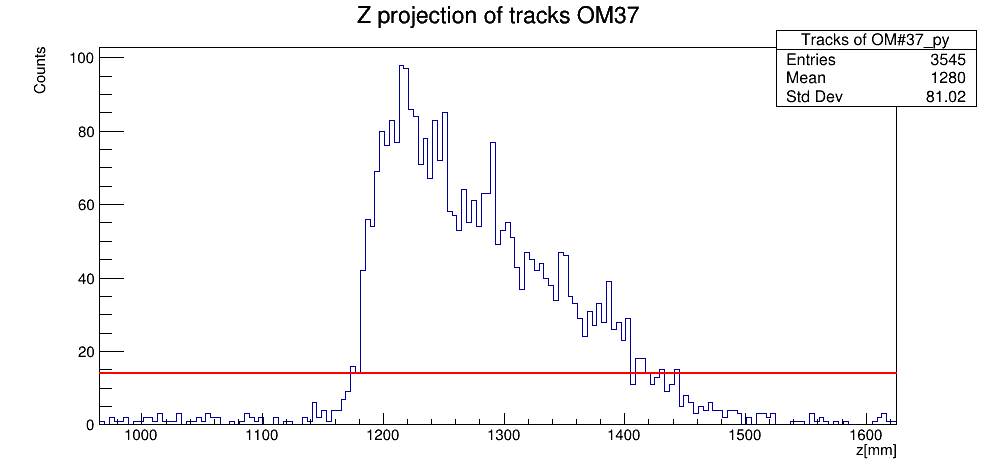 Z projection of tracks OM37
Tracks of OM#37_py
Entries 3545
Mean 1280
Std Dev 81.02
Counts
100
80
60
40
20
0
1000 1100 1200 1300 1400 1500 1600
z[mm]